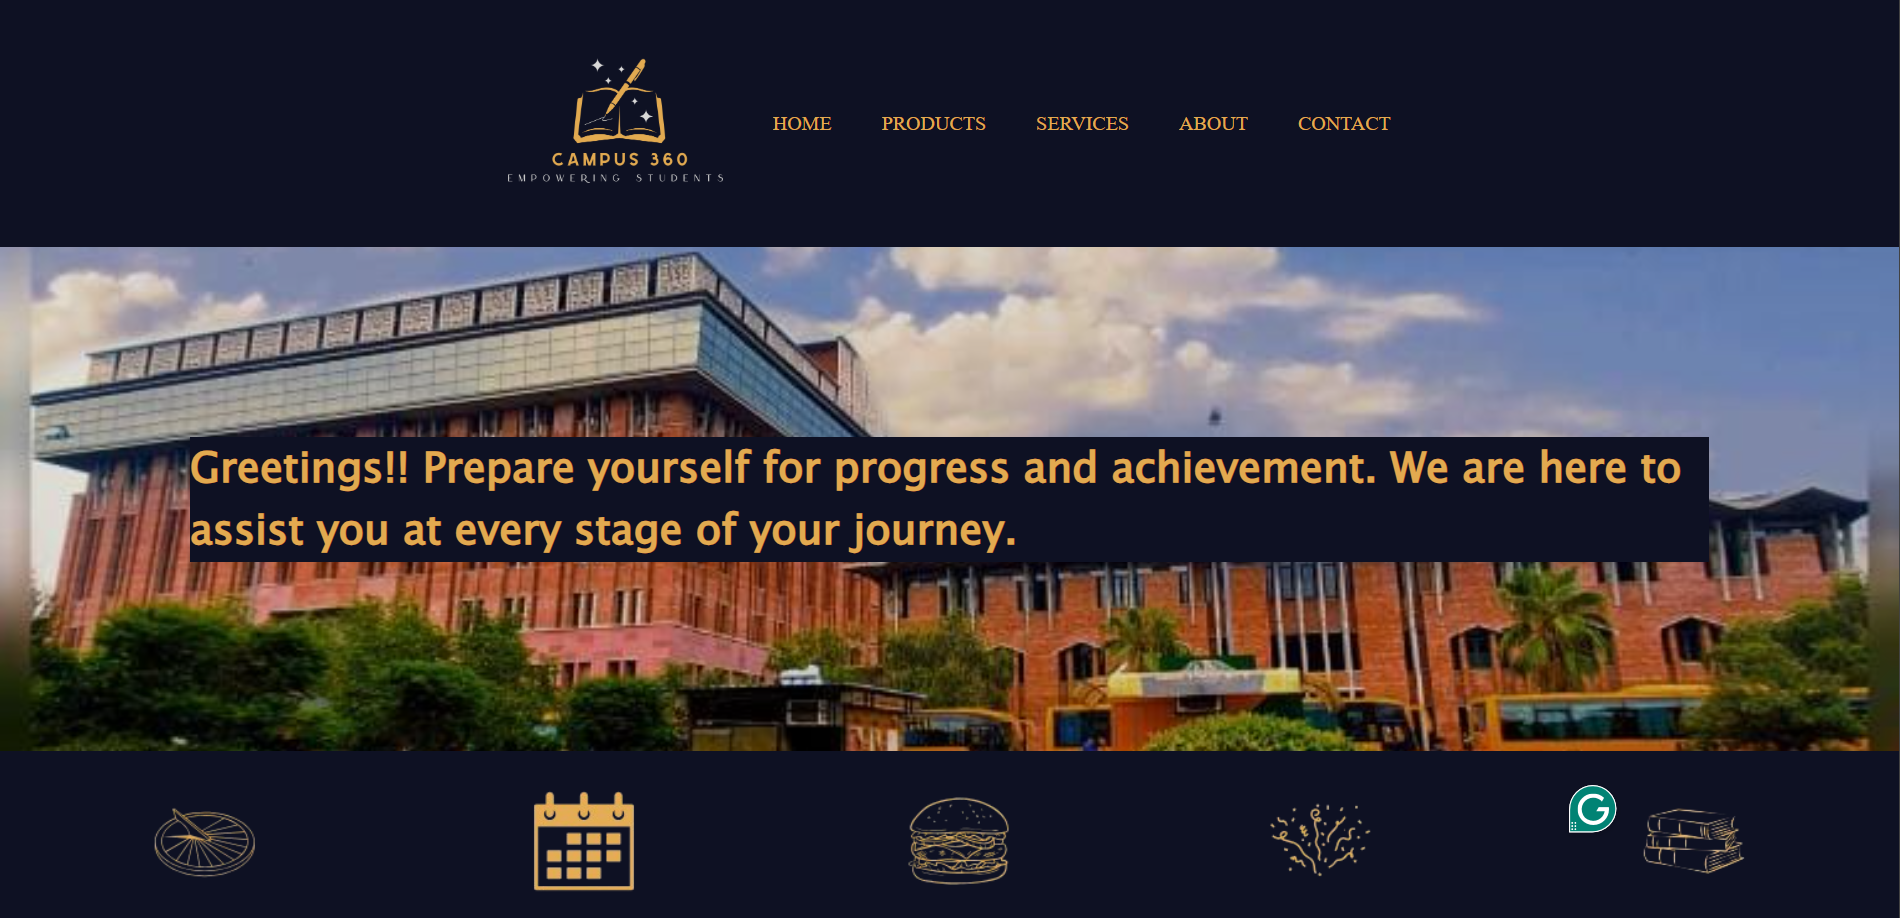 CAMPUS 360
EMPOWERING STUDENTS
HOME PRODUCTS SERVICES ABOUT CONTACT
Greetings!! Prepare yourself for progress and achievement. We are here to
assist you at every stage of your journey.
G